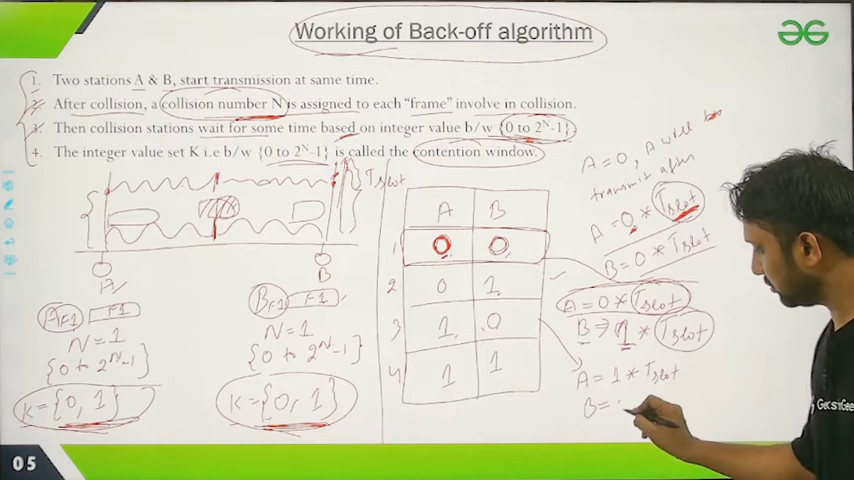 Working of Back-off algorithm
1. Two stations A & B, start transmission at same time.
2. After collision, a collision number N is assigned to each "frame" involve in collision.
3. Then collision stations wait for some time based on integer value b/w {0 to 2^N-1}
4. The integer value set K i.e b/w {0 to 2^N-1} is called the contention window.
Tslot
A B
A F1 F1
N = 1
{0 to 2^N-1}
K = {0, 1}
B F1 F1
N = 1
{0 to 2^N-1}
K = {0, 1}
A B
1 0 0
2 0 1
3 1 0
4 1 1
A = 0, A will
transmit after
A = 0 * Tslot
B = 0 * Tslot
A = 0 * Tslot
B ⇒ 1 * Tslot
A = 1 * Tslot
B =
GeeksfGeek
05